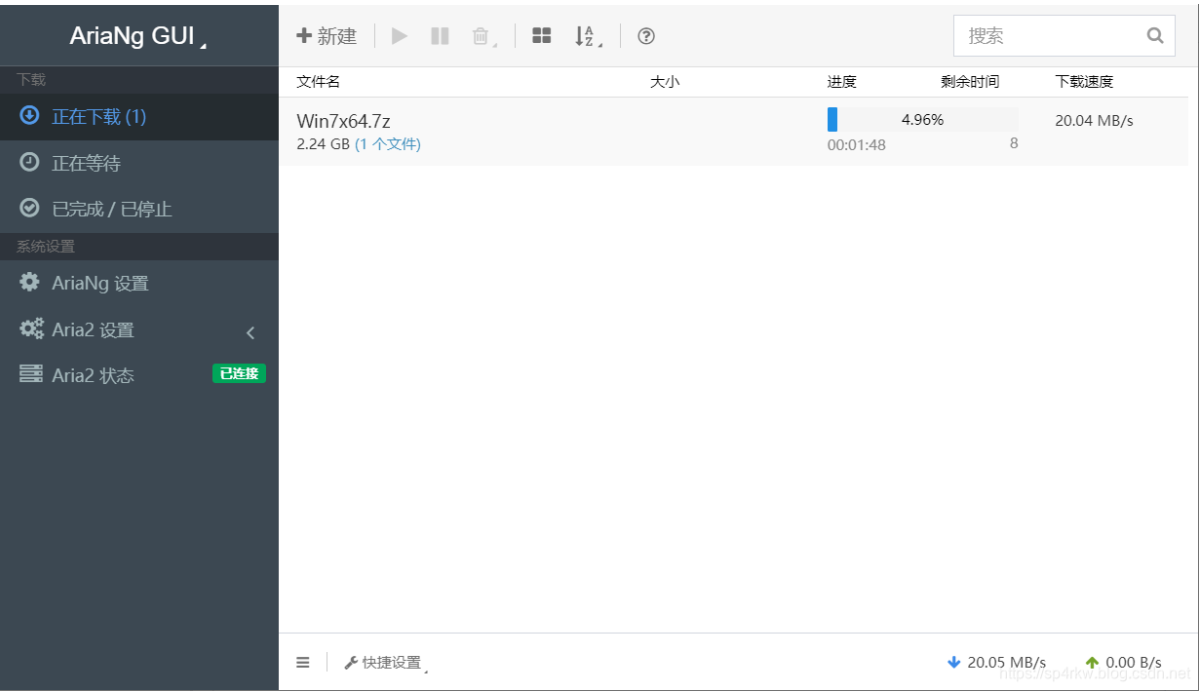 AriaNg GUI
下载
正在下载 (1)
正在等待
已完成 / 已停止
系统设置
AriaNg 设置
Aria2 设置
Aria2 状态 已连接
新建
搜索
文件名 大小 进度 剩余时间 下载速度
Win7x64.7z 4.96% 20.04 MB/s
2.24 GB (1 个文件) 00:01:48 8
快捷设置 20.05 MB/s 0.00 B/s
https://sp4rkw.blog.csdn.net